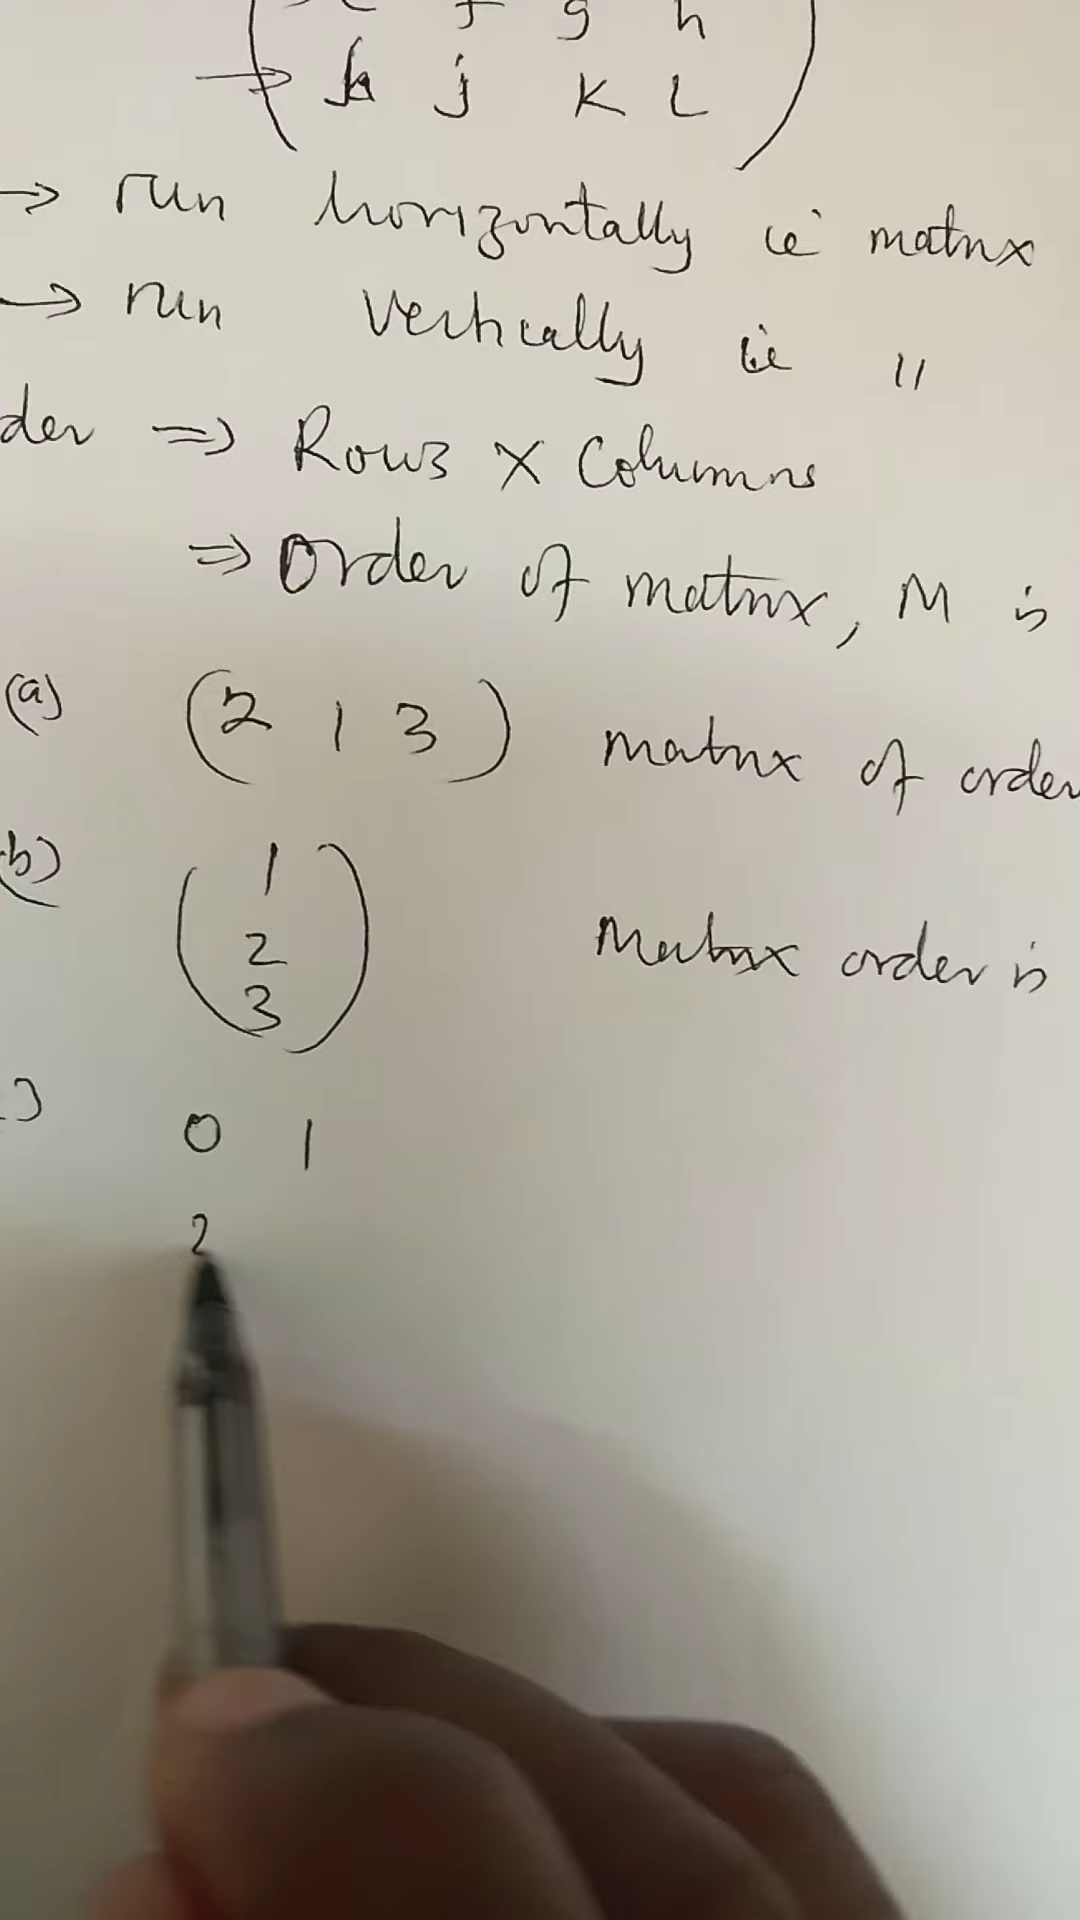 f g h
→ j k L
→ run horizontally ie matrix
→ run vertically ie "
der ⇒ Rows X Columns
⇒ Order of matrix, M is
(a) (2 1 3) matrix of order
(b) (1
2
3) Matrix order is
0 1
2